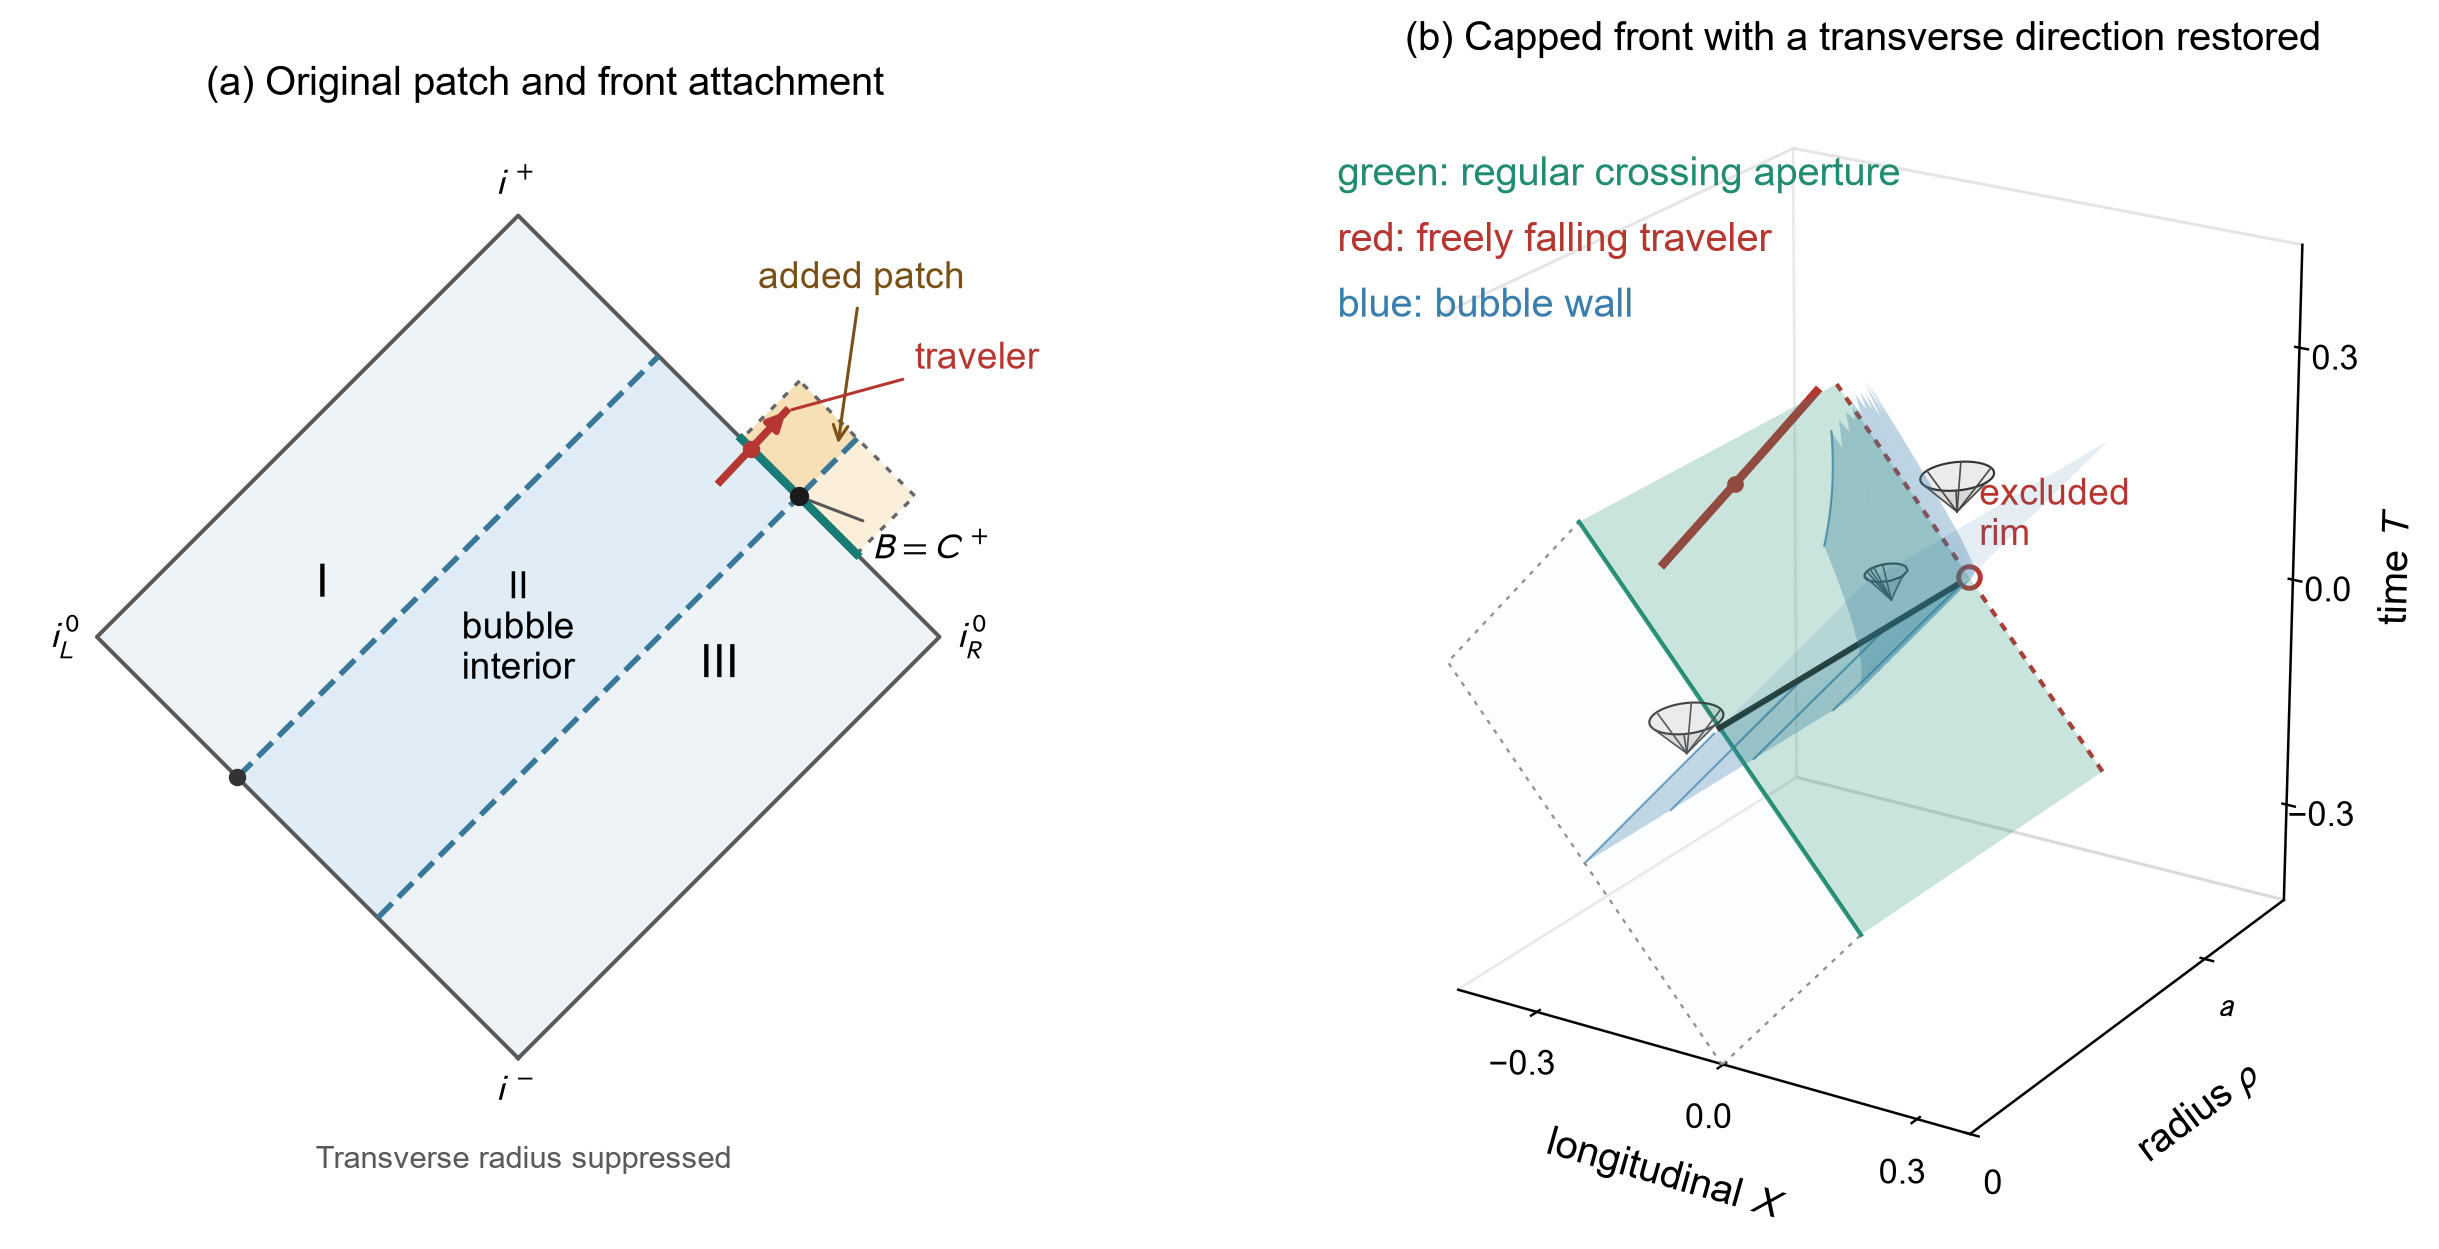 (a) Original patch and front attachment
i +
added patch
traveler
B = C +
I
II
bubble
interior
III
i 0 L
i 0 R
i −
Transverse radius suppressed
(b) Capped front with a transverse direction restored
green: regular crossing aperture
red: freely falling traveler
blue: bubble wall
excluded
rim
0.3
0.0
−0.3
time T
−0.3
0.0
0.3
longitudinal X
0
a
radius ρ